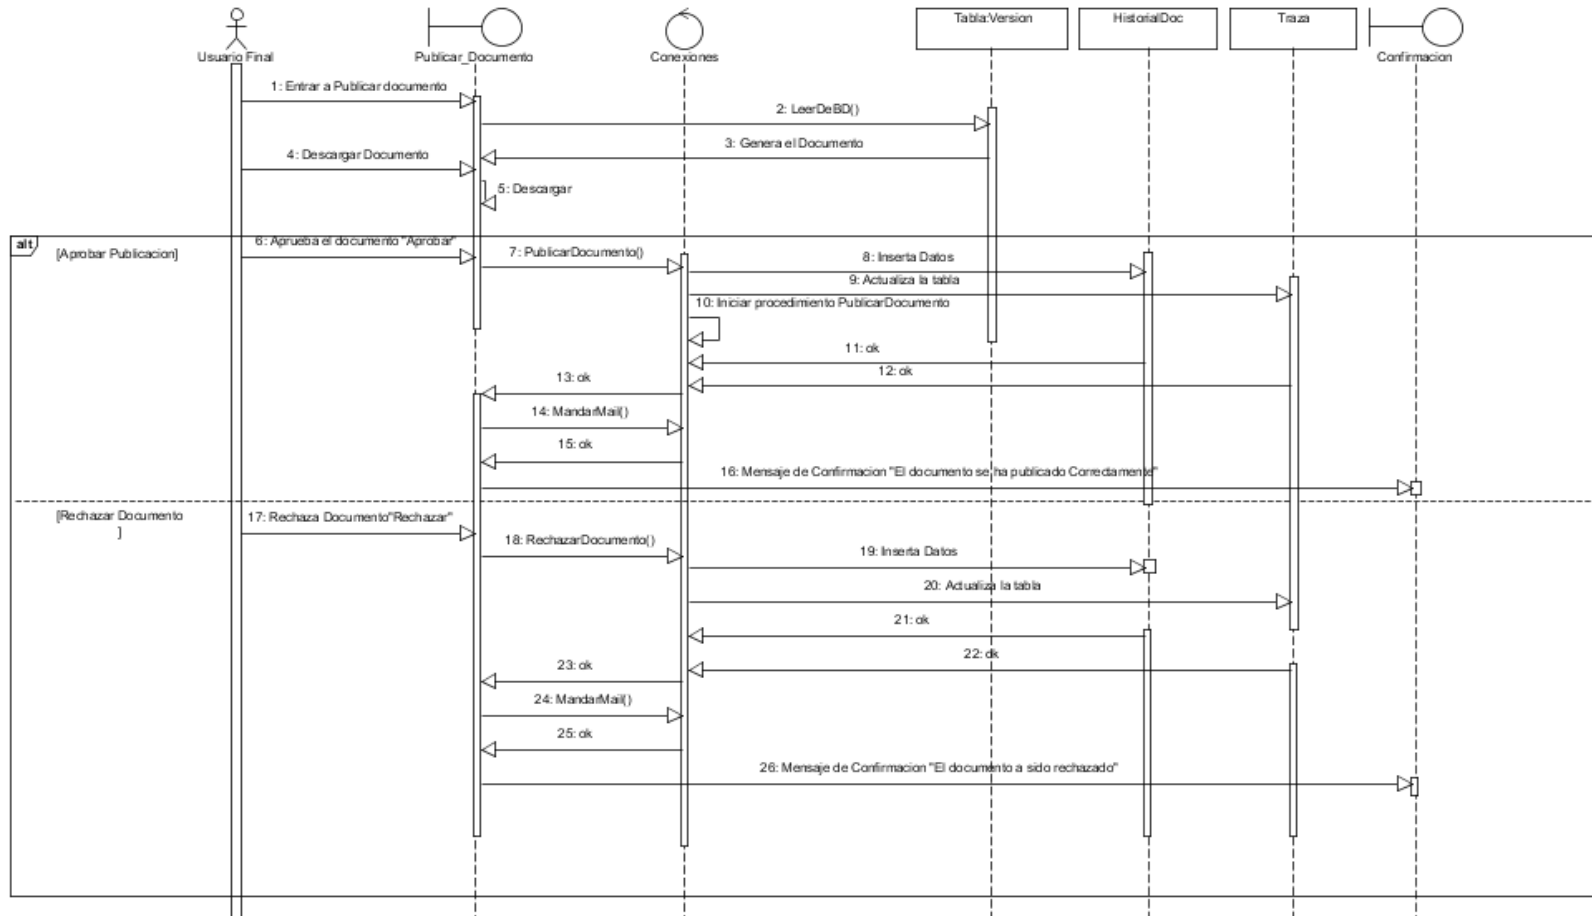 Tabla:Version
HistorialDoc
Traza
Usuario Final
Publicar_Documento
Conexiones
Confirmacion
1: Entrar a Publicar documento
2: LeerDeBD()
3: Genera el Documento
4: Descargar Documento
5: Descargar
alt
[Aprobar Publicacion]
6: Aprueba el documento "Aprobar"
7: PublicarDocumento()
8: Inserta Datos
9: Actualiza la tabla
10: Iniciar procedimiento PublicarDocumento
11: ok
12: ok
13: ok
14: MandarMail()
15: ok
16: Mensaje de Confirmacion "El documento se ha publicado Correctamente"
[Rechazar Documento
]
17: Rechaza Documento"Rechazar"
18: RechazarDocumento()
19: Inserta Datos
20: Actualiza la tabla
21: ok
22: ok
23: ok
24: MandarMail()
25: ok
26: Mensaje de Confirmacion "El documento a sido rechazado"